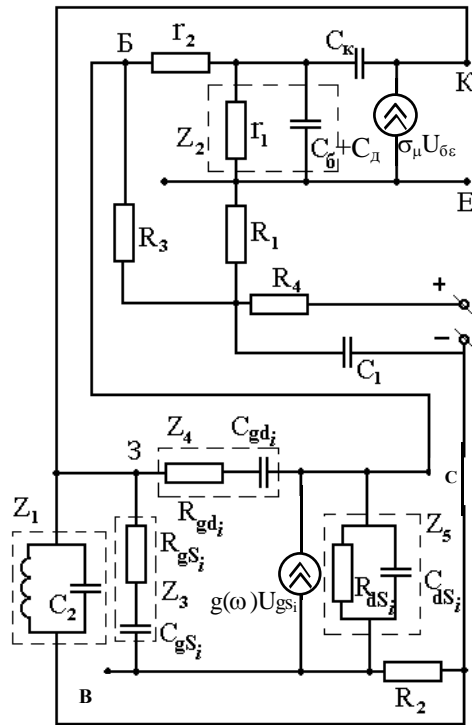 Б
r₂
Cк
К
Z₂
r₁
Cб+Cд
σμUбε
Е
R₃
R₁
R₄
+
−
C₁
С
З
Z₄
Cgdᵢ
Rgdᵢ
Z₁
C₂
RgSᵢ
Z₃
CgSᵢ
g(ω)Ugsᵢ
Z₅
RdSᵢ
CdSᵢ
В
R₂